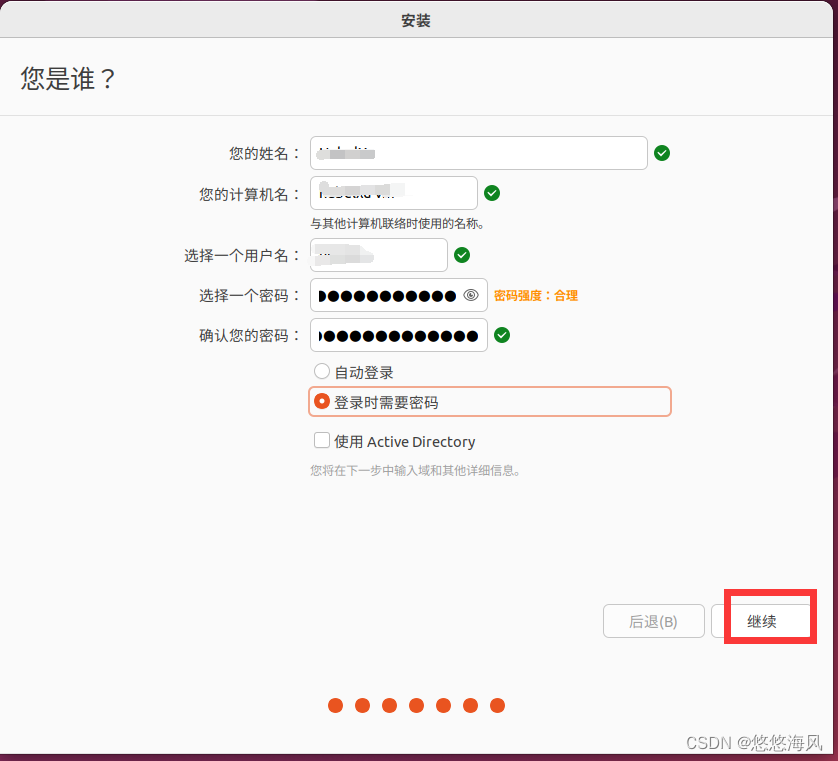 安装
您是谁？
您的姓名：
您的计算机名：
与其他计算机联络时使用的名称。
选择一个用户名：
选择一个密码：
密码强度：合理
确认您的密码：
自动登录
登录时需要密码
使用 Active Directory
您将在下一步中输入域和其他详细信息。
后退(B)
继续
CSDN @悠悠海风